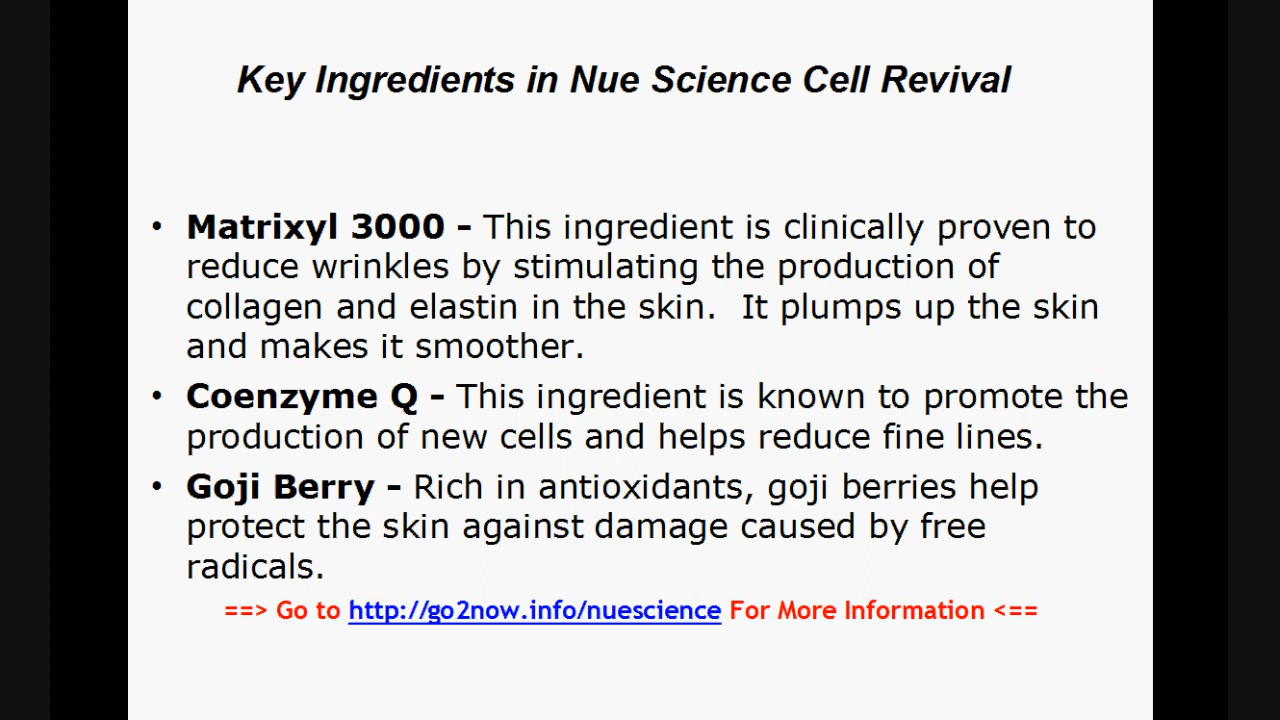 Key Ingredients in Nue Science Cell Revival
• Matrixyl 3000 – This ingredient is clinically proven to
reduce wrinkles by stimulating the production of
collagen and elastin in the skin.  It plumps up the skin
and makes it smoother.
• Coenzyme Q – This ingredient is known to promote the
production of new cells and helps reduce fine lines.
• Goji Berry – Rich in antioxidants, goji berries help
protect the skin against damage caused by free
radicals.
==> Go to http://go2now.info/nuescience For More Information <==